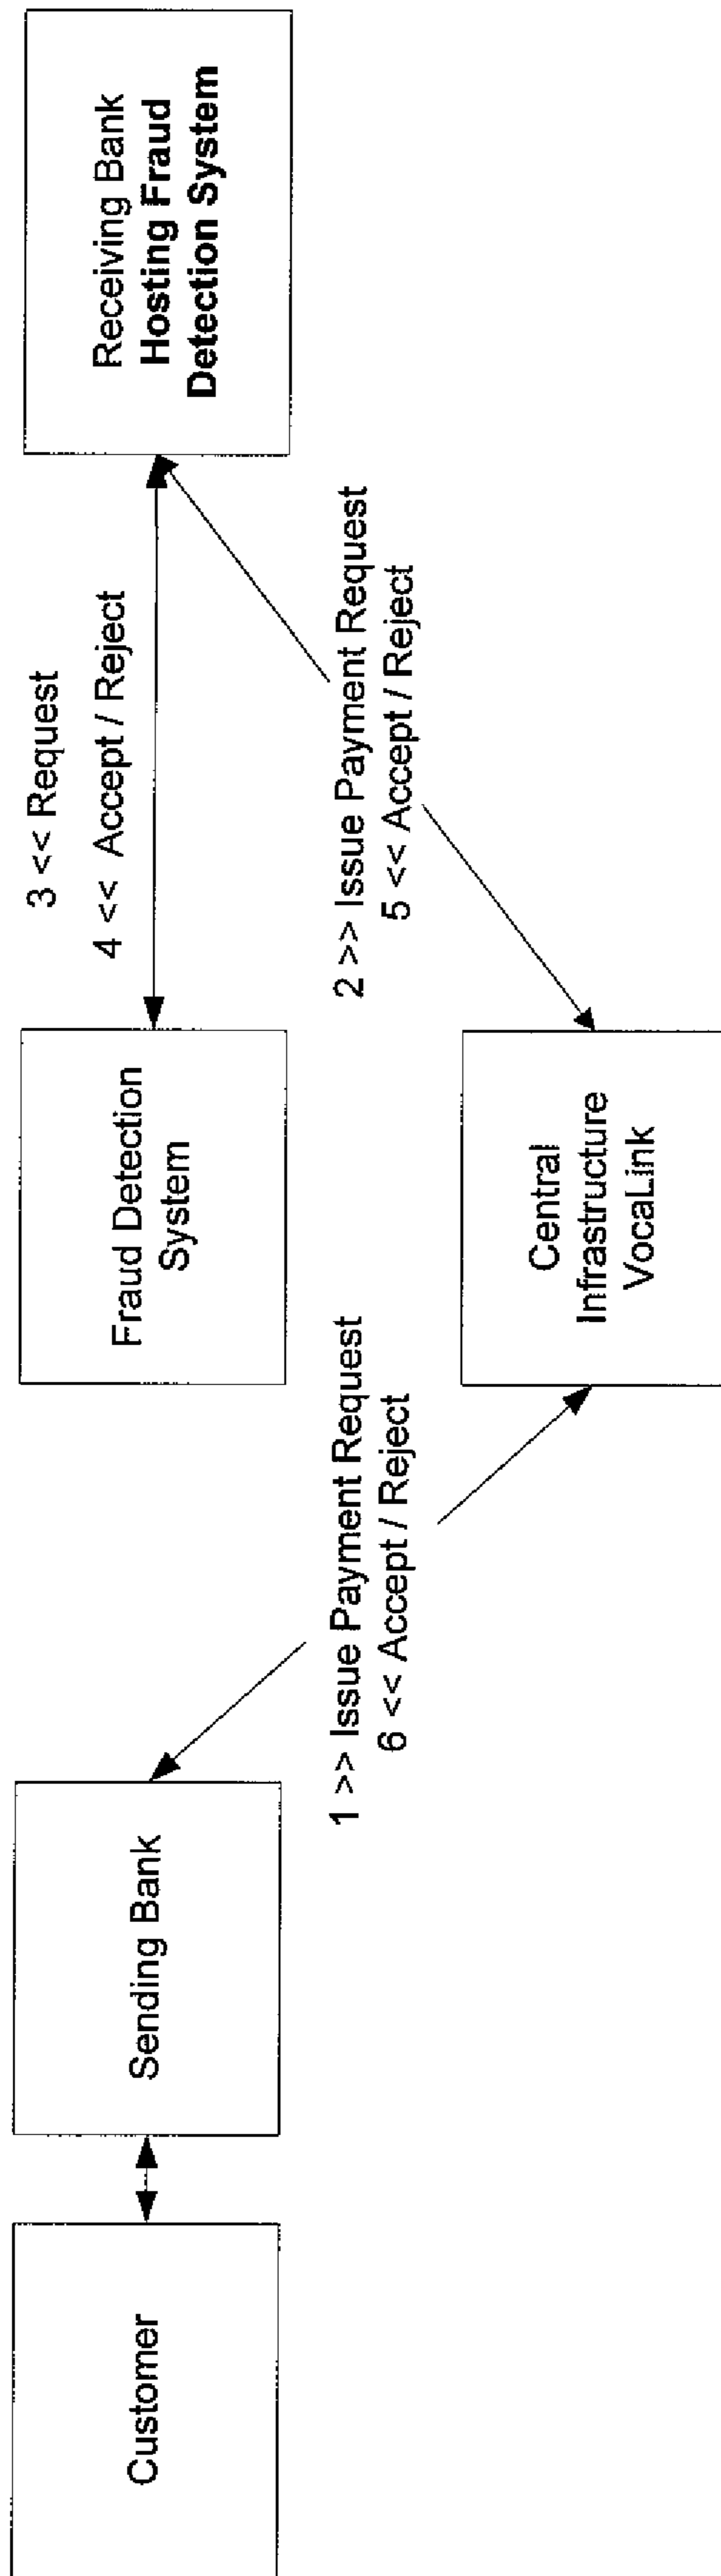 Customer
Sending Bank
1 >> Issue Payment Request
6 << Accept / Reject
Fraud Detection
System
Central
Infrastructure
VocaLink
3 << Request
4 << Accept / Reject
2 >> Issue Payment Request
5 << Accept / Reject
Receiving Bank
Hosting Fraud
Detection System